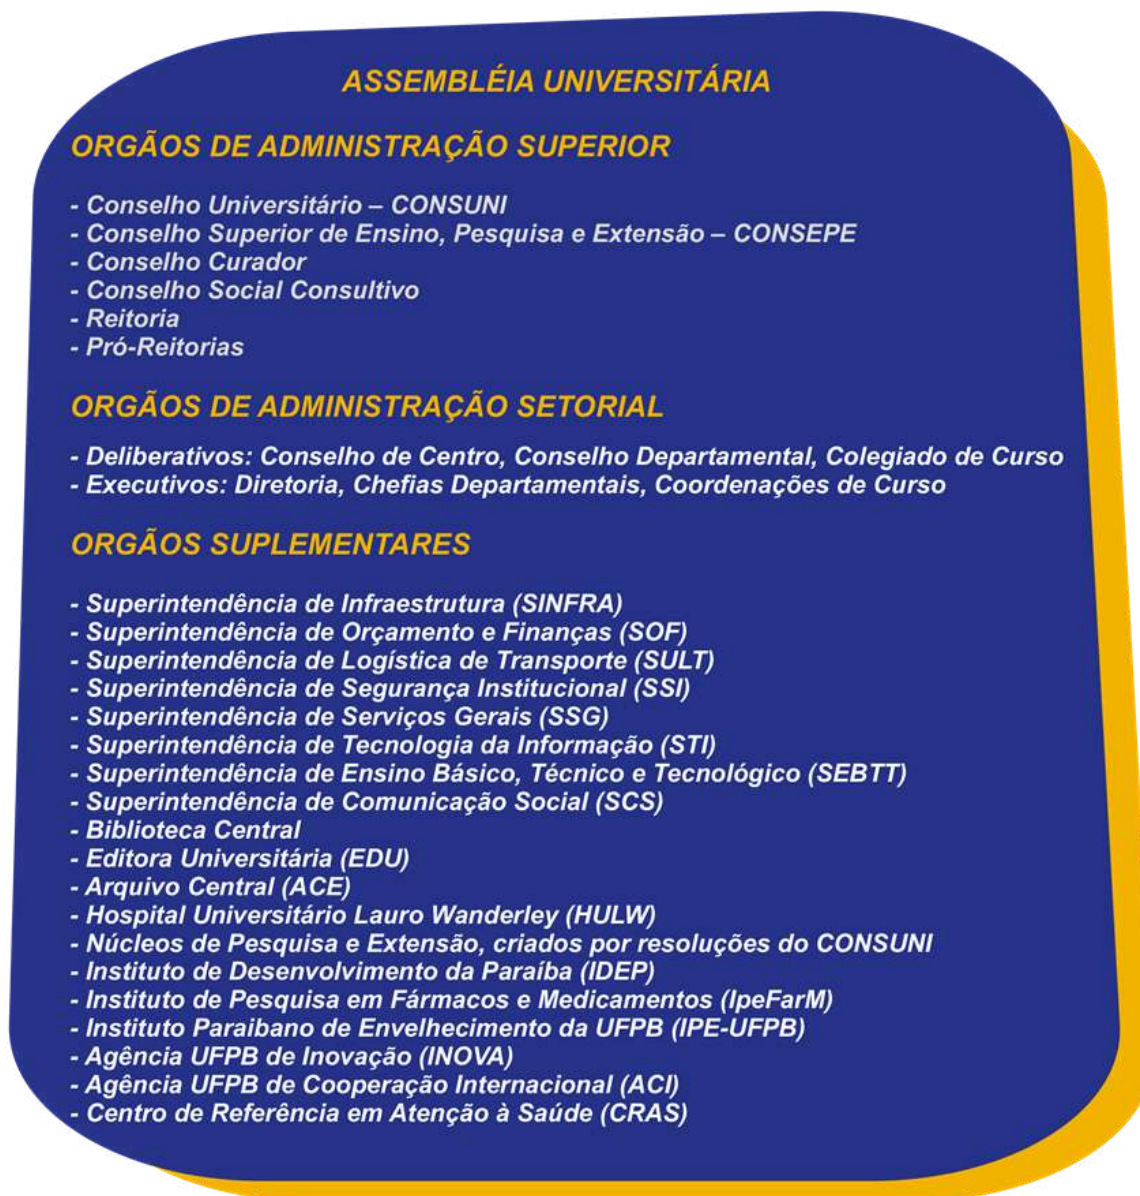 ASSEMBLÉIA UNIVERSITÁRIA
ORGÃOS DE ADMINISTRAÇÃO SUPERIOR
- Conselho Universitário – CONSUNI
- Conselho Superior de Ensino, Pesquisa e Extensão – CONSEPE
- Conselho Curador
- Conselho Social Consultivo
- Reitoria
- Pró-Reitorias
ORGÃOS DE ADMINISTRAÇÃO SETORIAL
- Deliberativos: Conselho de Centro, Conselho Departamental, Colegiado de Curso
- Executivos: Diretoria, Chefias Departamentais, Coordenações de Curso
ORGÃOS SUPLEMENTARES
- Superintendência de Infraestrutura (SINFRA)
- Superintendência de Orçamento e Finanças (SOF)
- Superintendência de Logística de Transporte (SULT)
- Superintendência de Segurança Institucional (SSI)
- Superintendência de Serviços Gerais (SSG)
- Superintendência de Tecnologia da Informação (STI)
- Superintendência de Ensino Básico, Técnico e Tecnológico (SEBTT)
- Superintendência de Comunicação Social (SCS)
- Biblioteca Central
- Editora Universitária (EDU)
- Arquivo Central (ACE)
- Hospital Universitário Lauro Wanderley (HULW)
- Núcleos de Pesquisa e Extensão, criados por resoluções do CONSUNI
- Instituto de Desenvolvimento da Paraíba (IDEP)
- Instituto de Pesquisa em Fármacos e Medicamentos (IpeFarM)
- Instituto Paraibano de Envelhecimento da UFPB (IPE-UFPB)
- Agência UFPB de Inovação (INOVA)
- Agência UFPB de Cooperação Internacional (ACI)
- Centro de Referência em Atenção à Saúde (CRAS)